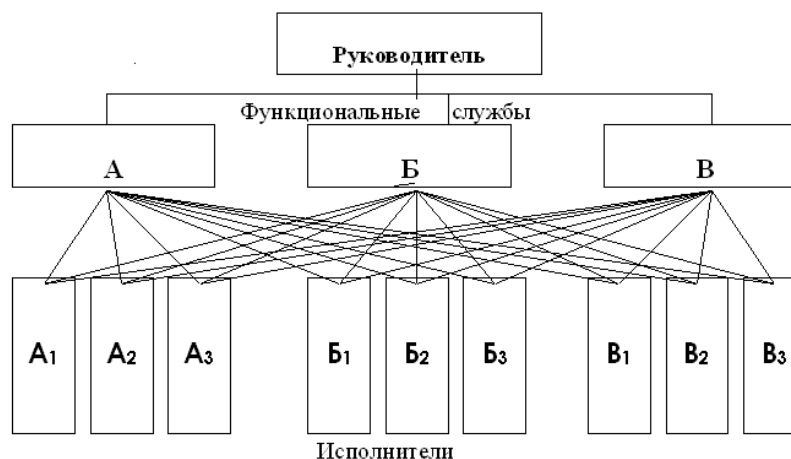 Руководитель
Функциональные службы
А Б В
А1 А2 А3 Б1 Б2 Б3 В1 В2 В3
Исполнители